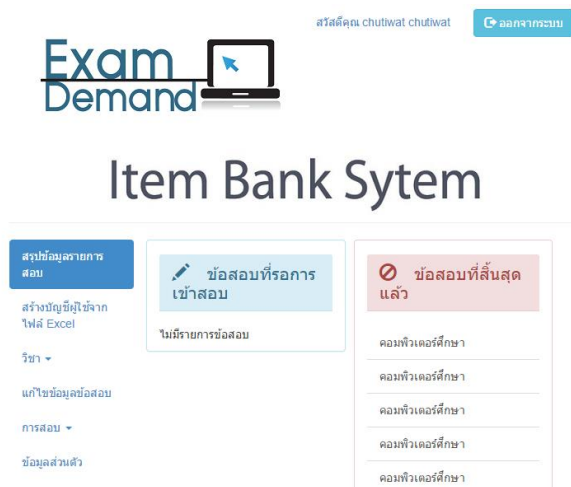 สวัสดีคุณ chutiwat chutiwat
ออกจากระบบ
Exam
Demand
Item Bank Sytem
สรุปข้อมูลรายการ
สอบ
สร้างบัญชีผู้ใช้จาก
ไฟล์ Excel
วิชา
แก้ไขข้อมูลข้อสอบ
การสอบ
ข้อมูลส่วนตัว
ข้อสอบที่รอการ
เข้าสอบ
ไม่มีรายการข้อสอบ
ข้อสอบที่สิ้นสุด
แล้ว
คอมพิวเตอร์ศึกษา
คอมพิวเตอร์ศึกษา
คอมพิวเตอร์ศึกษา
คอมพิวเตอร์ศึกษา
คอมพิวเตอร์ศึกษา